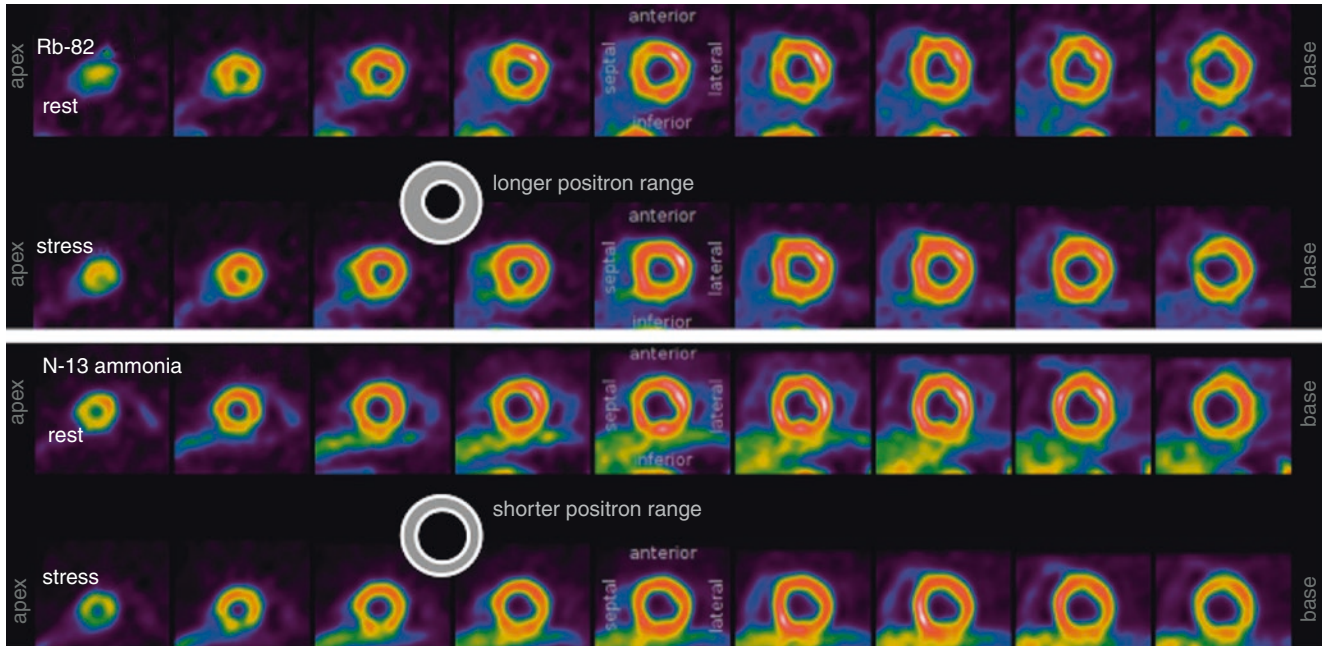 anterior
Rb-82
apex
septal
lateral
base
rest
inferior
longer positron range
anterior
stress
apex
septal
lateral
base
inferior
N-13 ammonia
anterior
apex
septal
lateral
base
rest
inferior
shorter positron range
anterior
stress
apex
septal
lateral
base
inferior